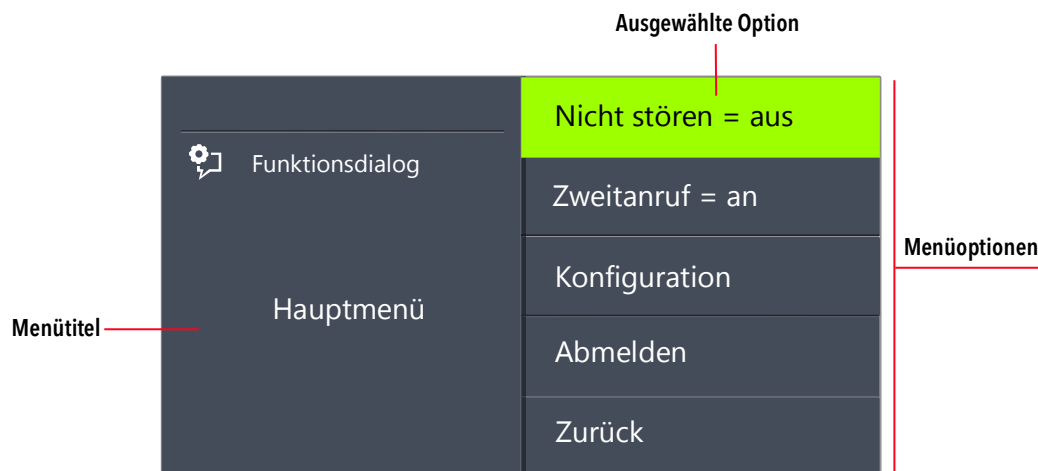 Ausgewählte Option
Nicht stören = aus
Funktionsdialog
Zweitanruf = an
Menüoptionen
Konfiguration
Hauptmenü
Menütitel
Abmelden
Zurück